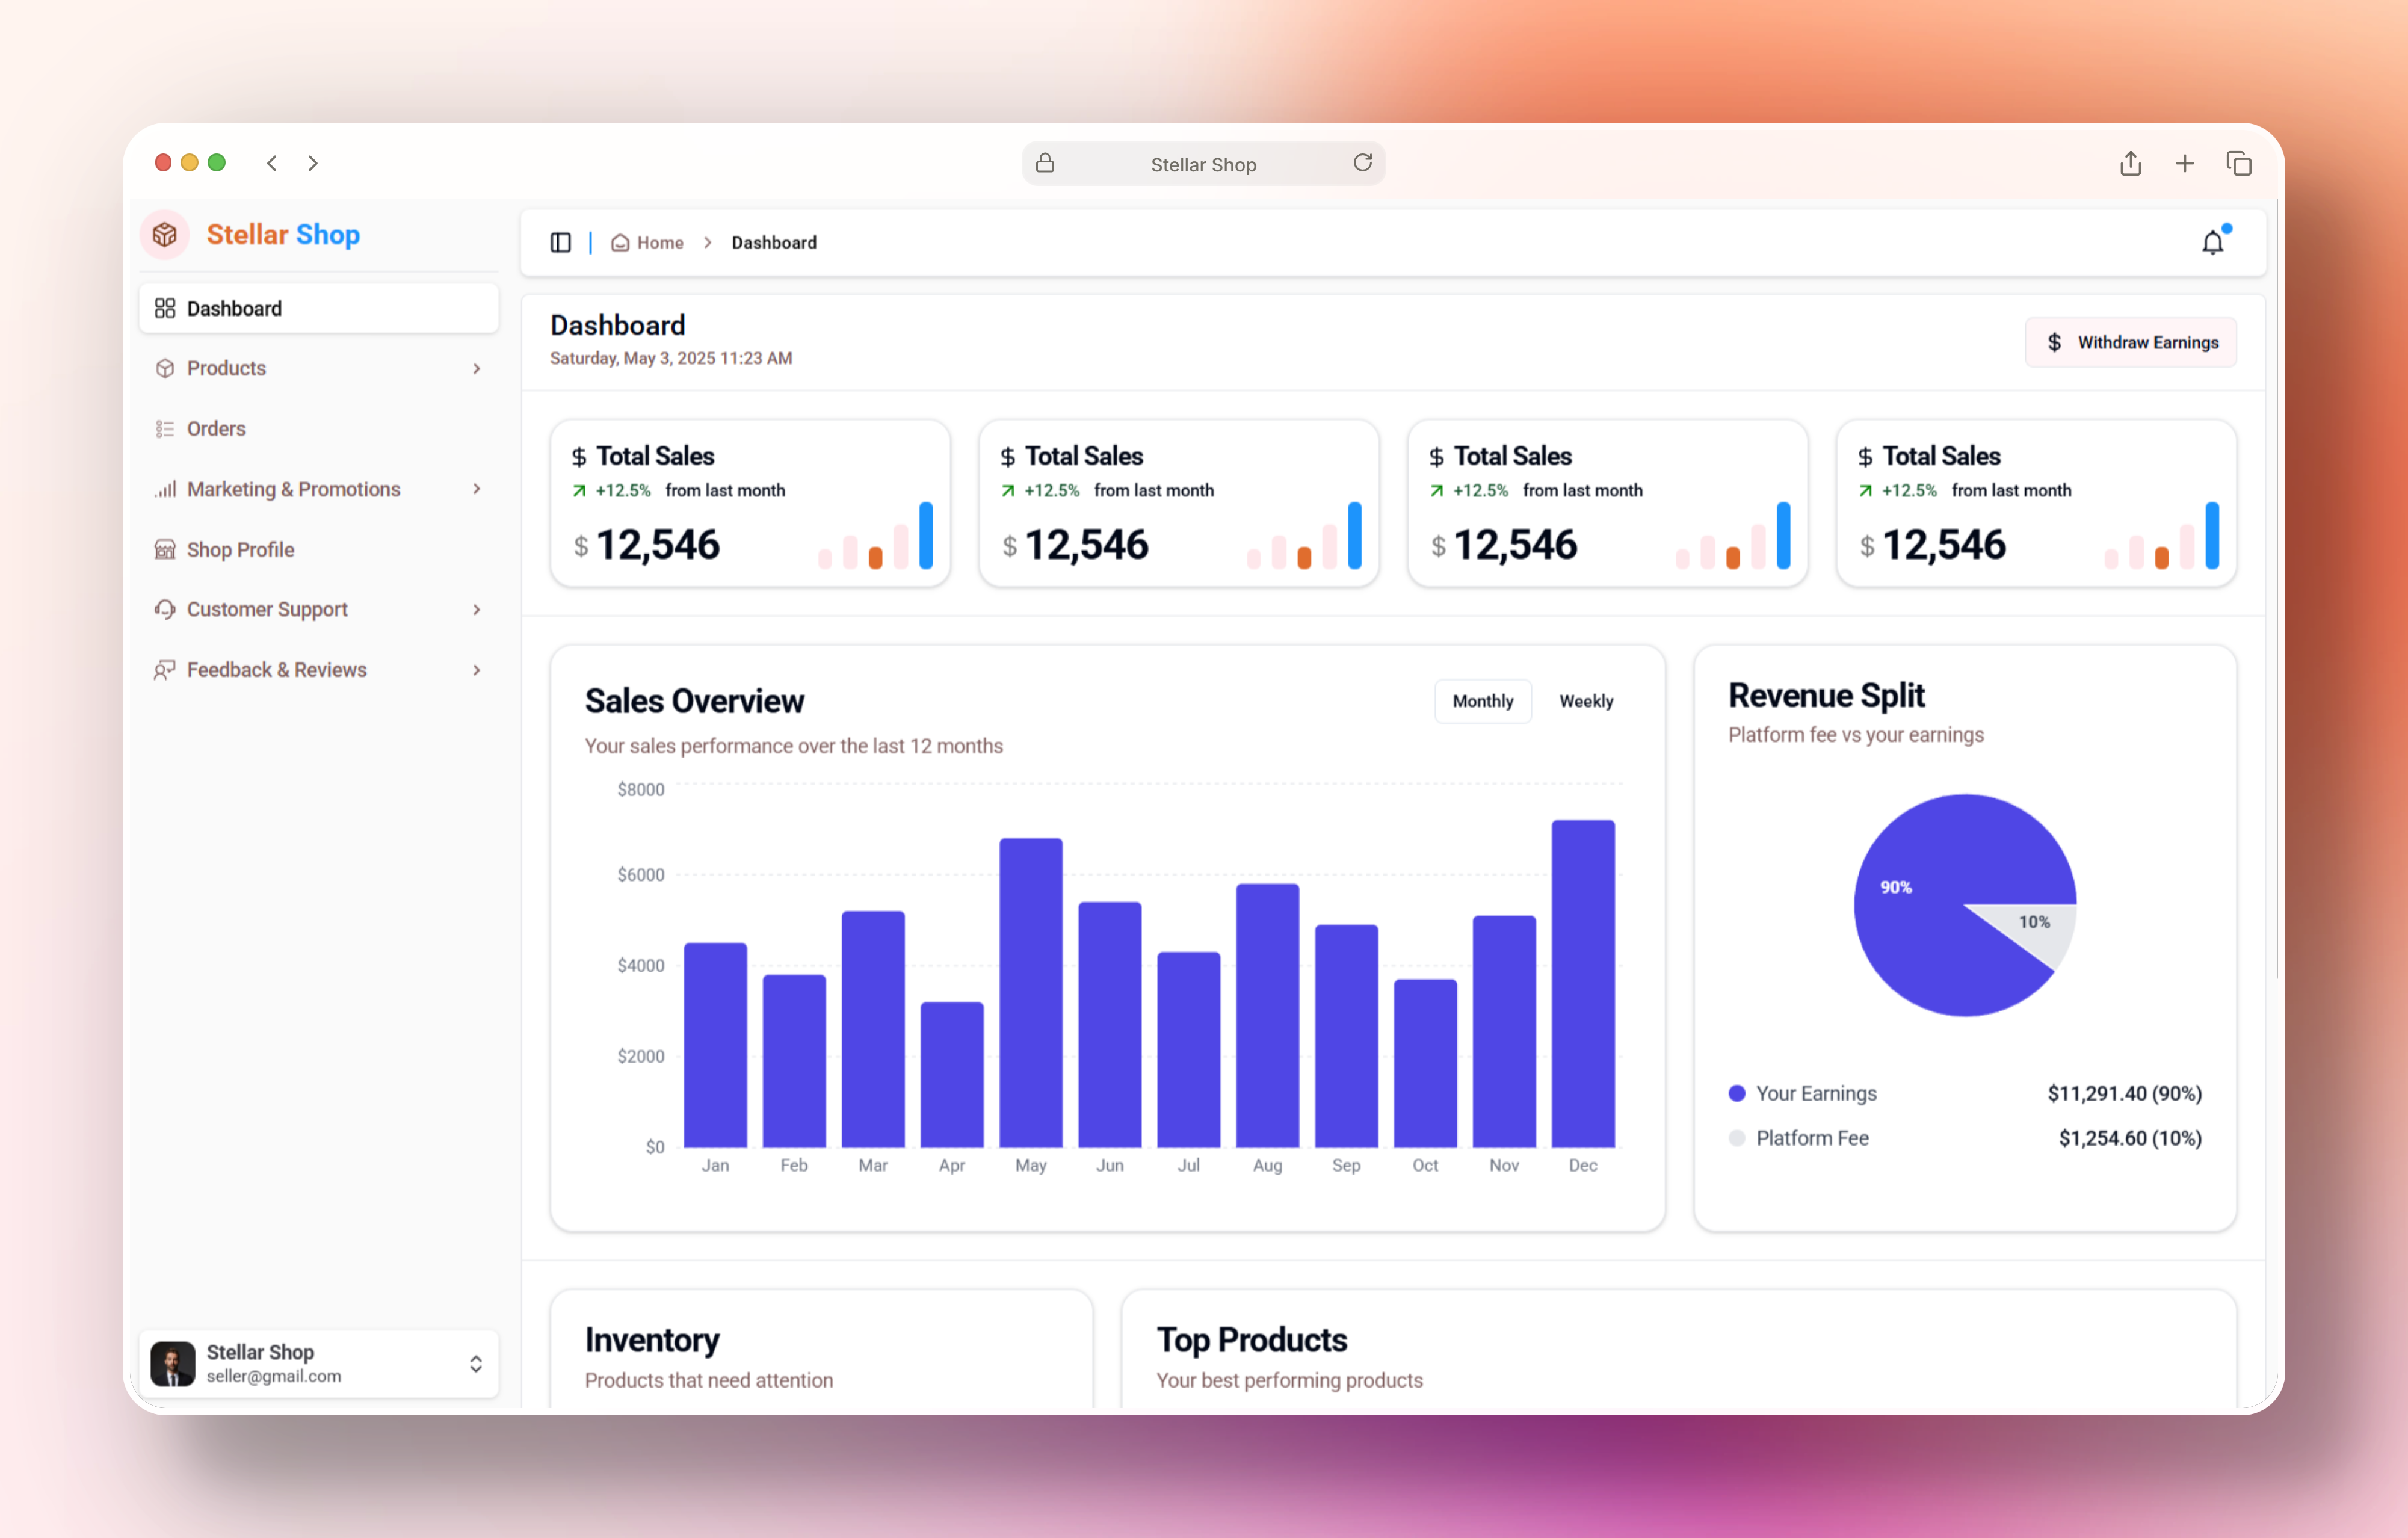 Stellar Shop
Stellar Shop
Home
Dashboard
Dashboard
Products
Orders
Marketing & Promotions
Shop Profile
Customer Support
Feedback & Reviews
Stellar Shop
seller@gmail.com
Dashboard
Saturday, May 3, 2025 11:23 AM
$ Withdraw Earnings
$ Total Sales
+12.5% from last month
$ 12,546
$ Total Sales
+12.5% from last month
$ 12,546
$ Total Sales
+12.5% from last month
$ 12,546
$ Total Sales
+12.5% from last month
$ 12,546
Sales Overview
Monthly Weekly
Your sales performance over the last 12 months
$8000
$6000
$4000
$2000
$0
Jan Feb Mar Apr May Jun Jul Aug Sep Oct Nov Dec
Revenue Split
Platform fee vs your earnings
90%
10%
Your Earnings $11,291.40 (90%)
Platform Fee $1,254.60 (10%)
Inventory
Products that need attention
Top Products
Your best performing products